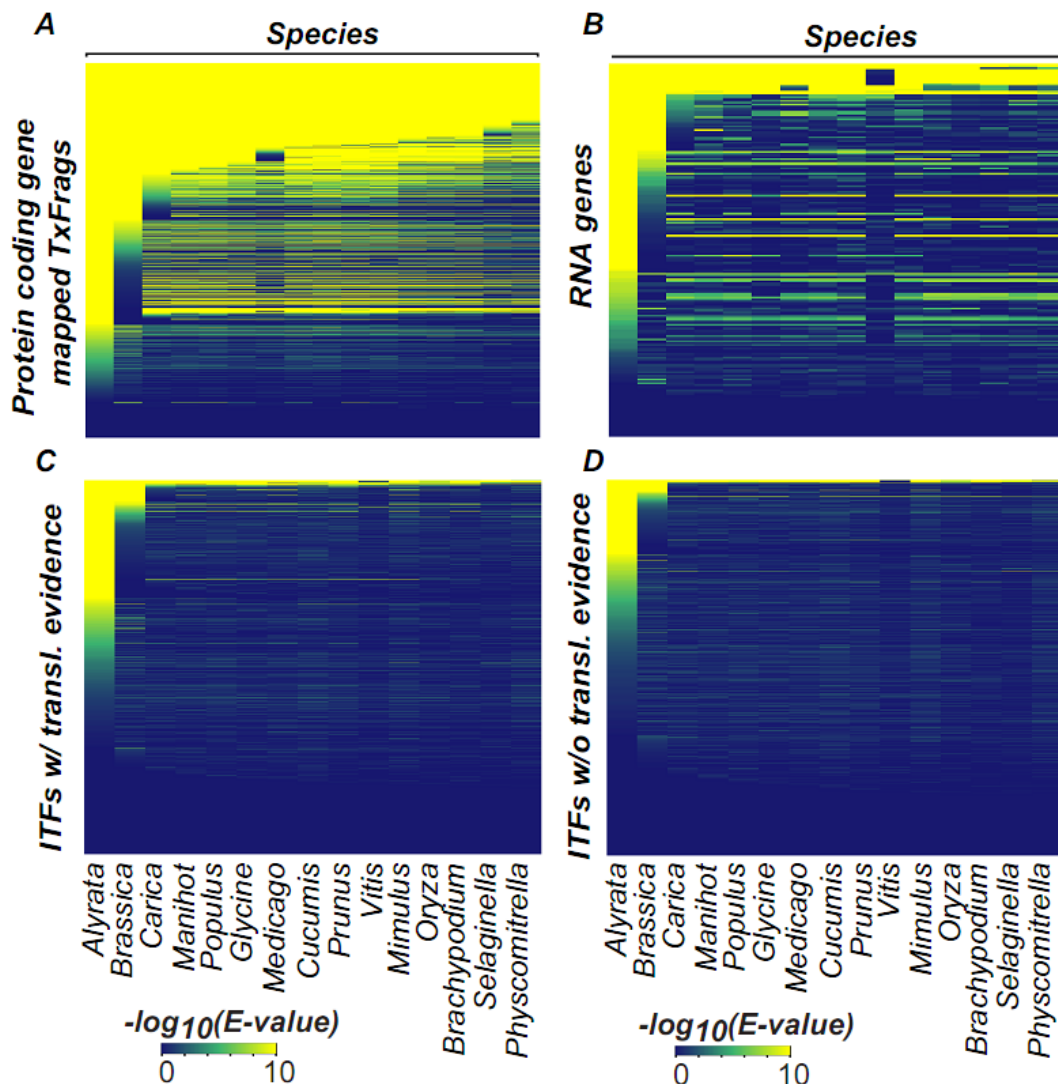 A
Species
B
Species
Protein coding gene
mapped TxFrags
RNA genes
C
D
ITFs w/ transl. evidence
ITFs w/o transl. evidence
Alyrata
Brassica
Carica
Manihot
Populus
Glycine
Medicago
Cucumis
Prunus
Vitis
Mimulus
Oryza
Brachypodium
Selaginella
Physcomitrella
Alyrata
Brassica
Carica
Manihot
Populus
Glycine
Medicago
Cucumis
Prunus
Vitis
Mimulus
Oryza
Brachypodium
Selaginella
Physcomitrella
-log10(E-value)
0 10
-log10(E-value)
0 10